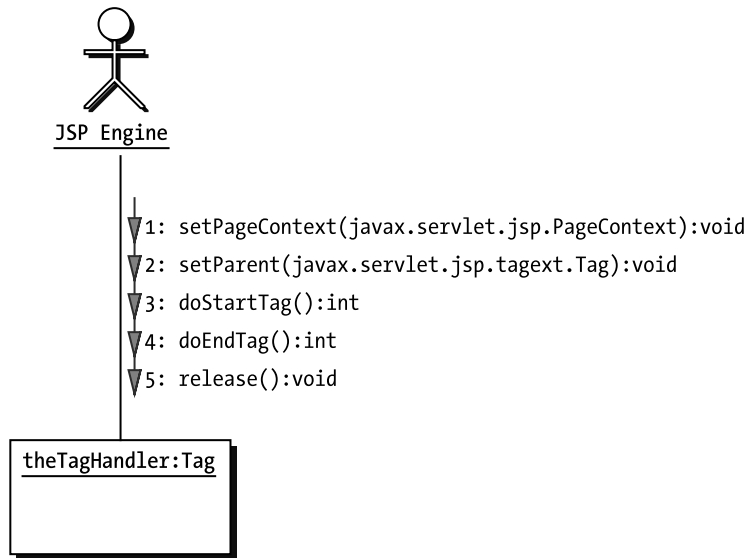 JSP Engine
1: setPageContext(javax.servlet.jsp.PageContext):void
2: setParent(javax.servlet.jsp.tagext.Tag):void
3: doStartTag():int
4: doEndTag():int
5: release():void
theTagHandler:Tag